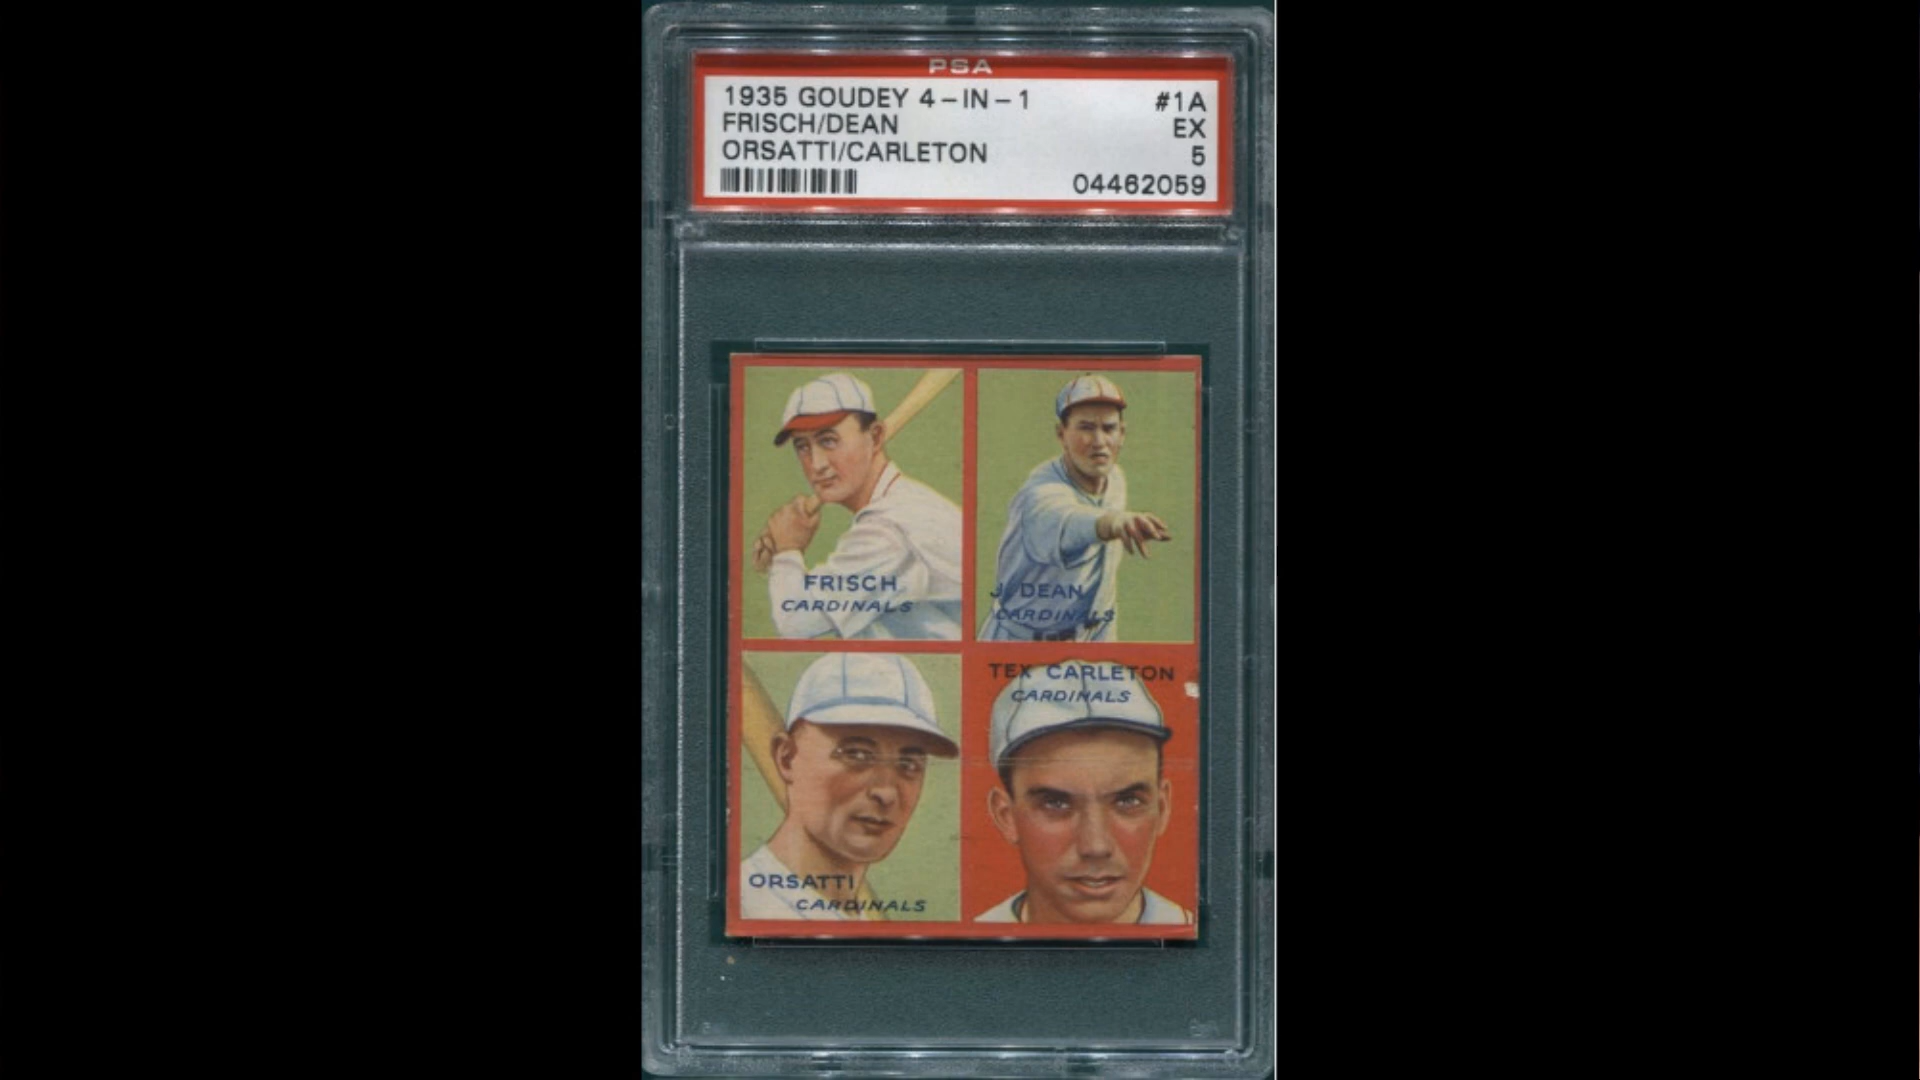 PSA
1935 GOUDEY 4-IN-1 #1A
FRISCH/DEAN EX
ORSATTI/CARLETON 5
04462059
FRISCH
CARDINALS
J. DEAN
CARDINALS
ORSATTI
CARDINALS
TEX CARLETON
CARDINALS